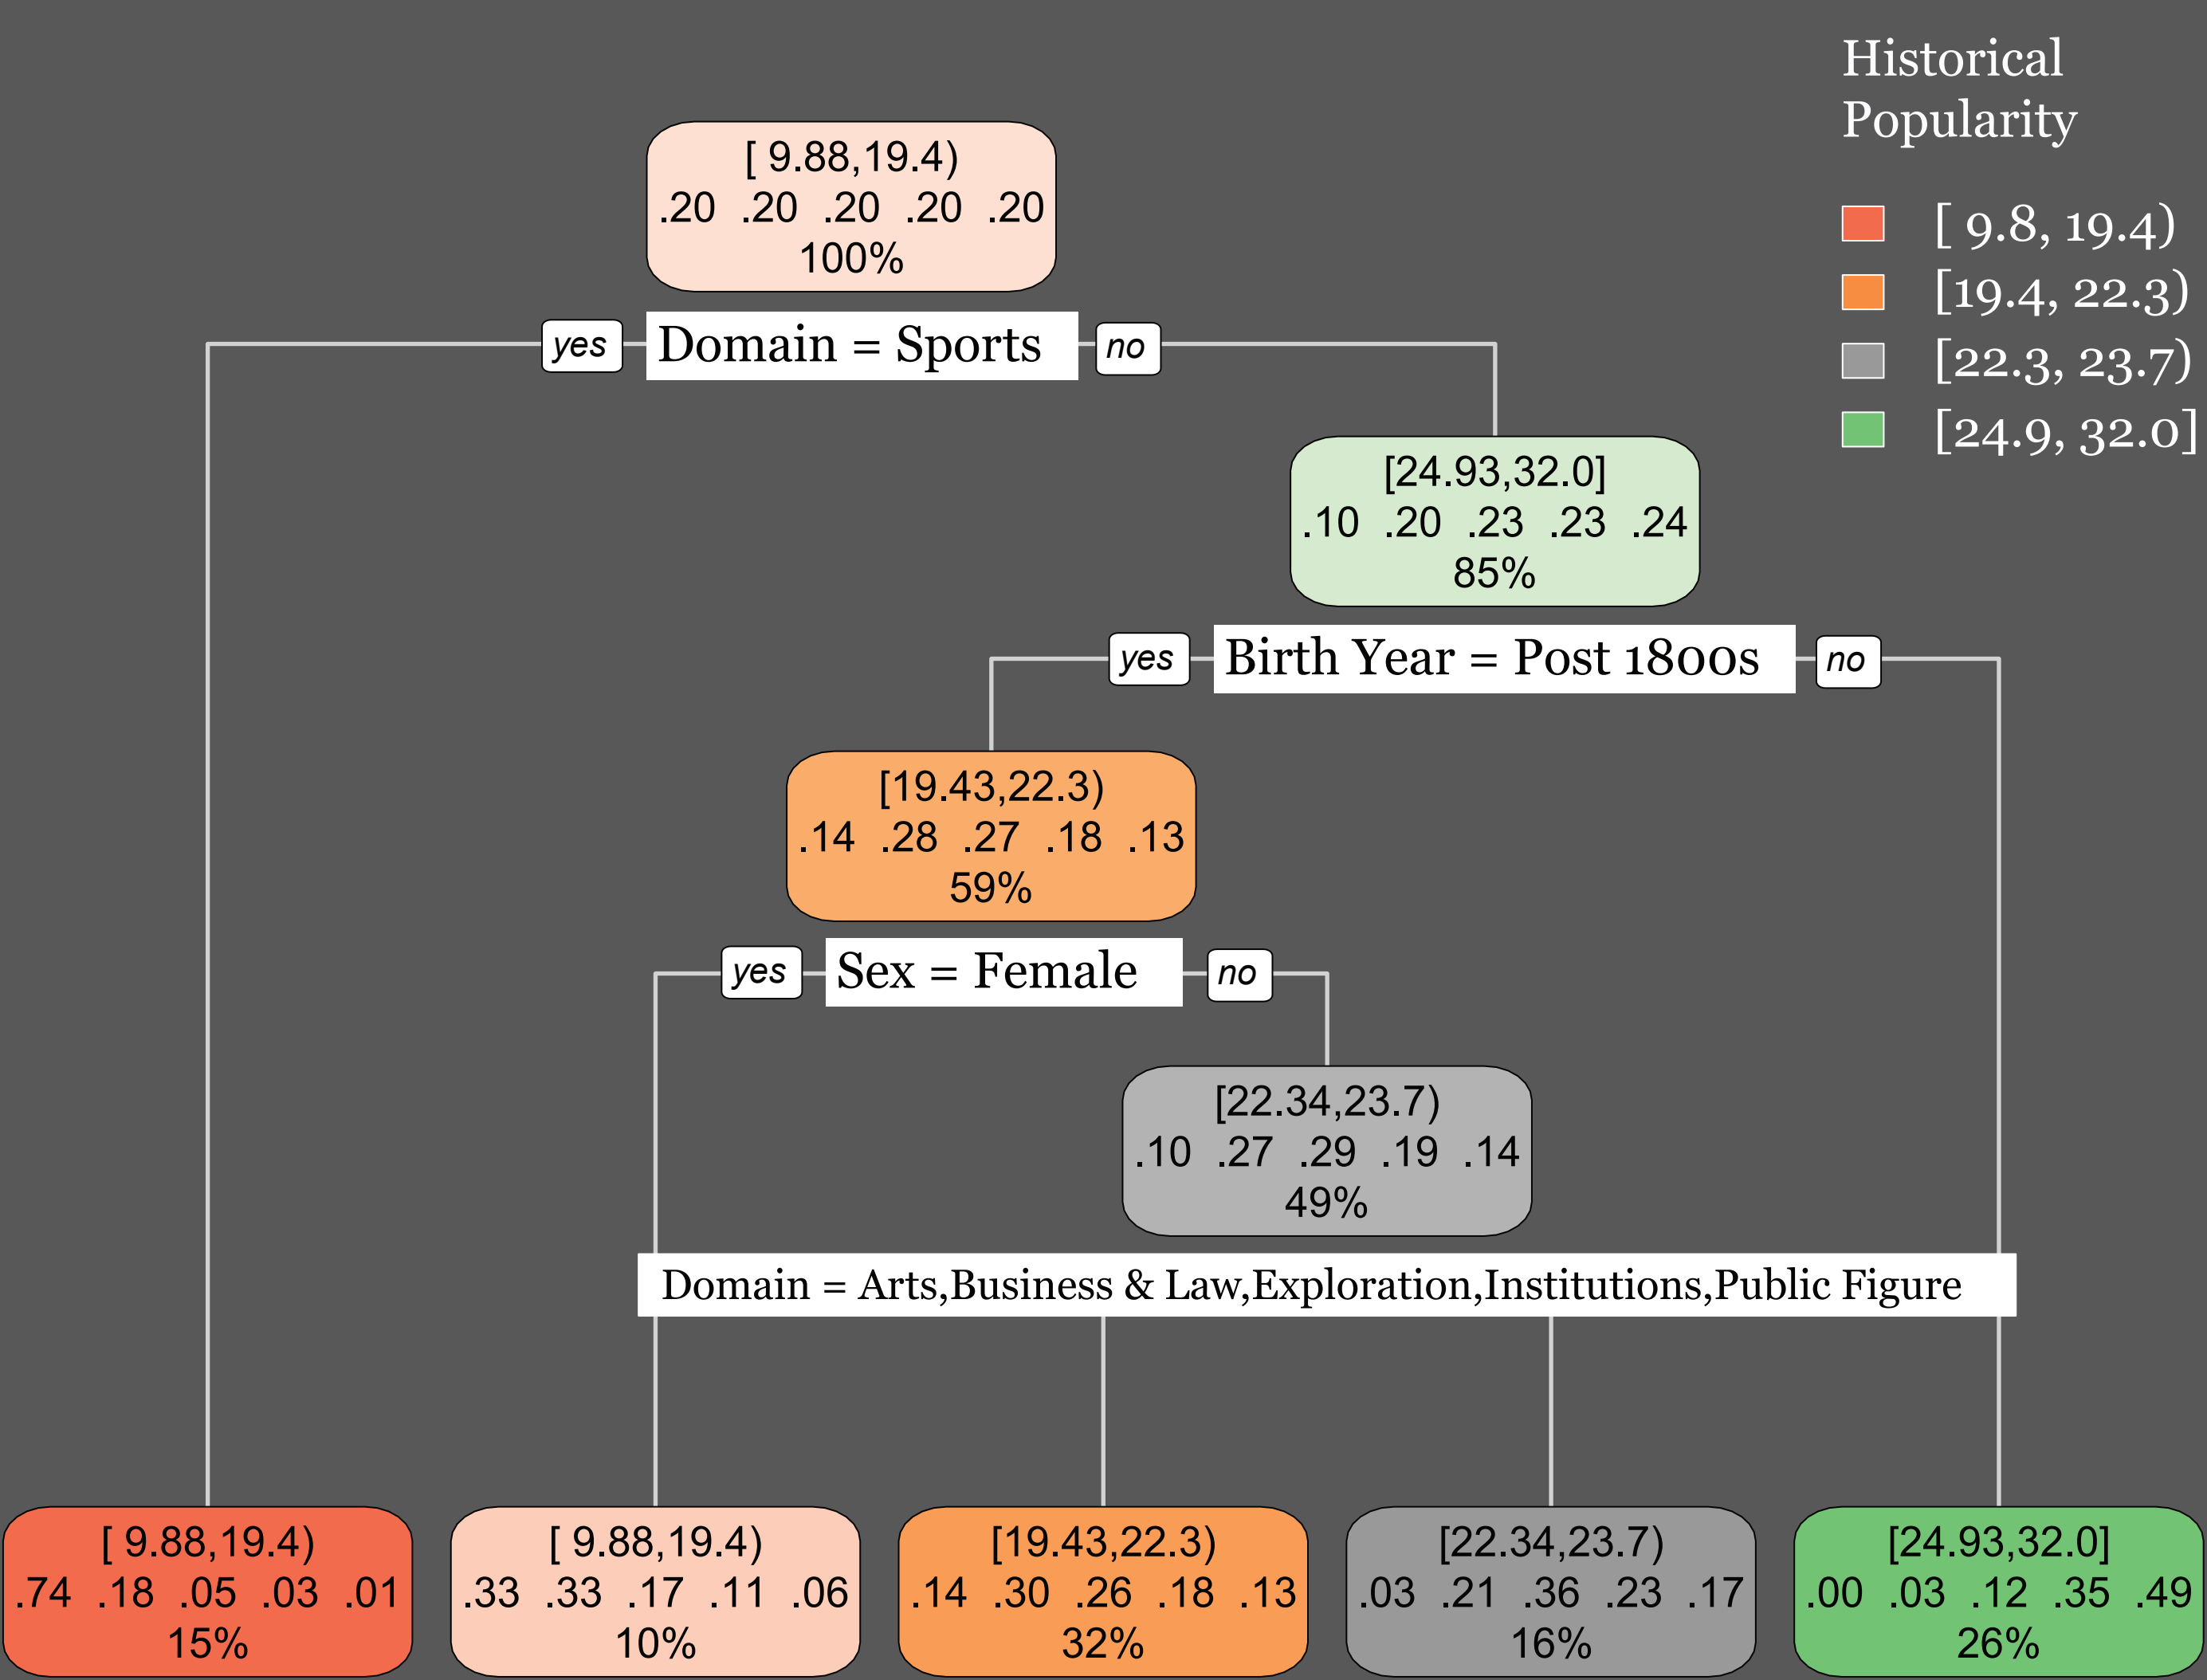 Historical
Popularity
[ 9.8, 19.4)
[19.4, 22.3)
[22.3, 23.7)
[24.9, 32.0]
[ 9.88,19.4)
.20 .20 .20 .20 .20
100%
yes Domain = Sports no
[24.93,32.0]
.10 .20 .23 .23 .24
85%
yes Birth Year = Post 1800s no
[19.43,22.3)
.14 .28 .27 .18 .13
59%
yes Sex = Female no
[22.34,23.7)
.10 .27 .29 .19 .14
49%
Domain = Arts,Business & Law,Exploration,Institutions,Public Figure
[ 9.88,19.4)
.74 .18 .05 .03 .01
15%
[ 9.88,19.4)
.33 .33 .17 .11 .06
10%
[19.43,22.3)
.14 .30 .26 .18 .13
32%
[22.34,23.7)
.03 .21 .36 .23 .17
16%
[24.93,32.0]
.00 .03 .12 .35 .49
26%